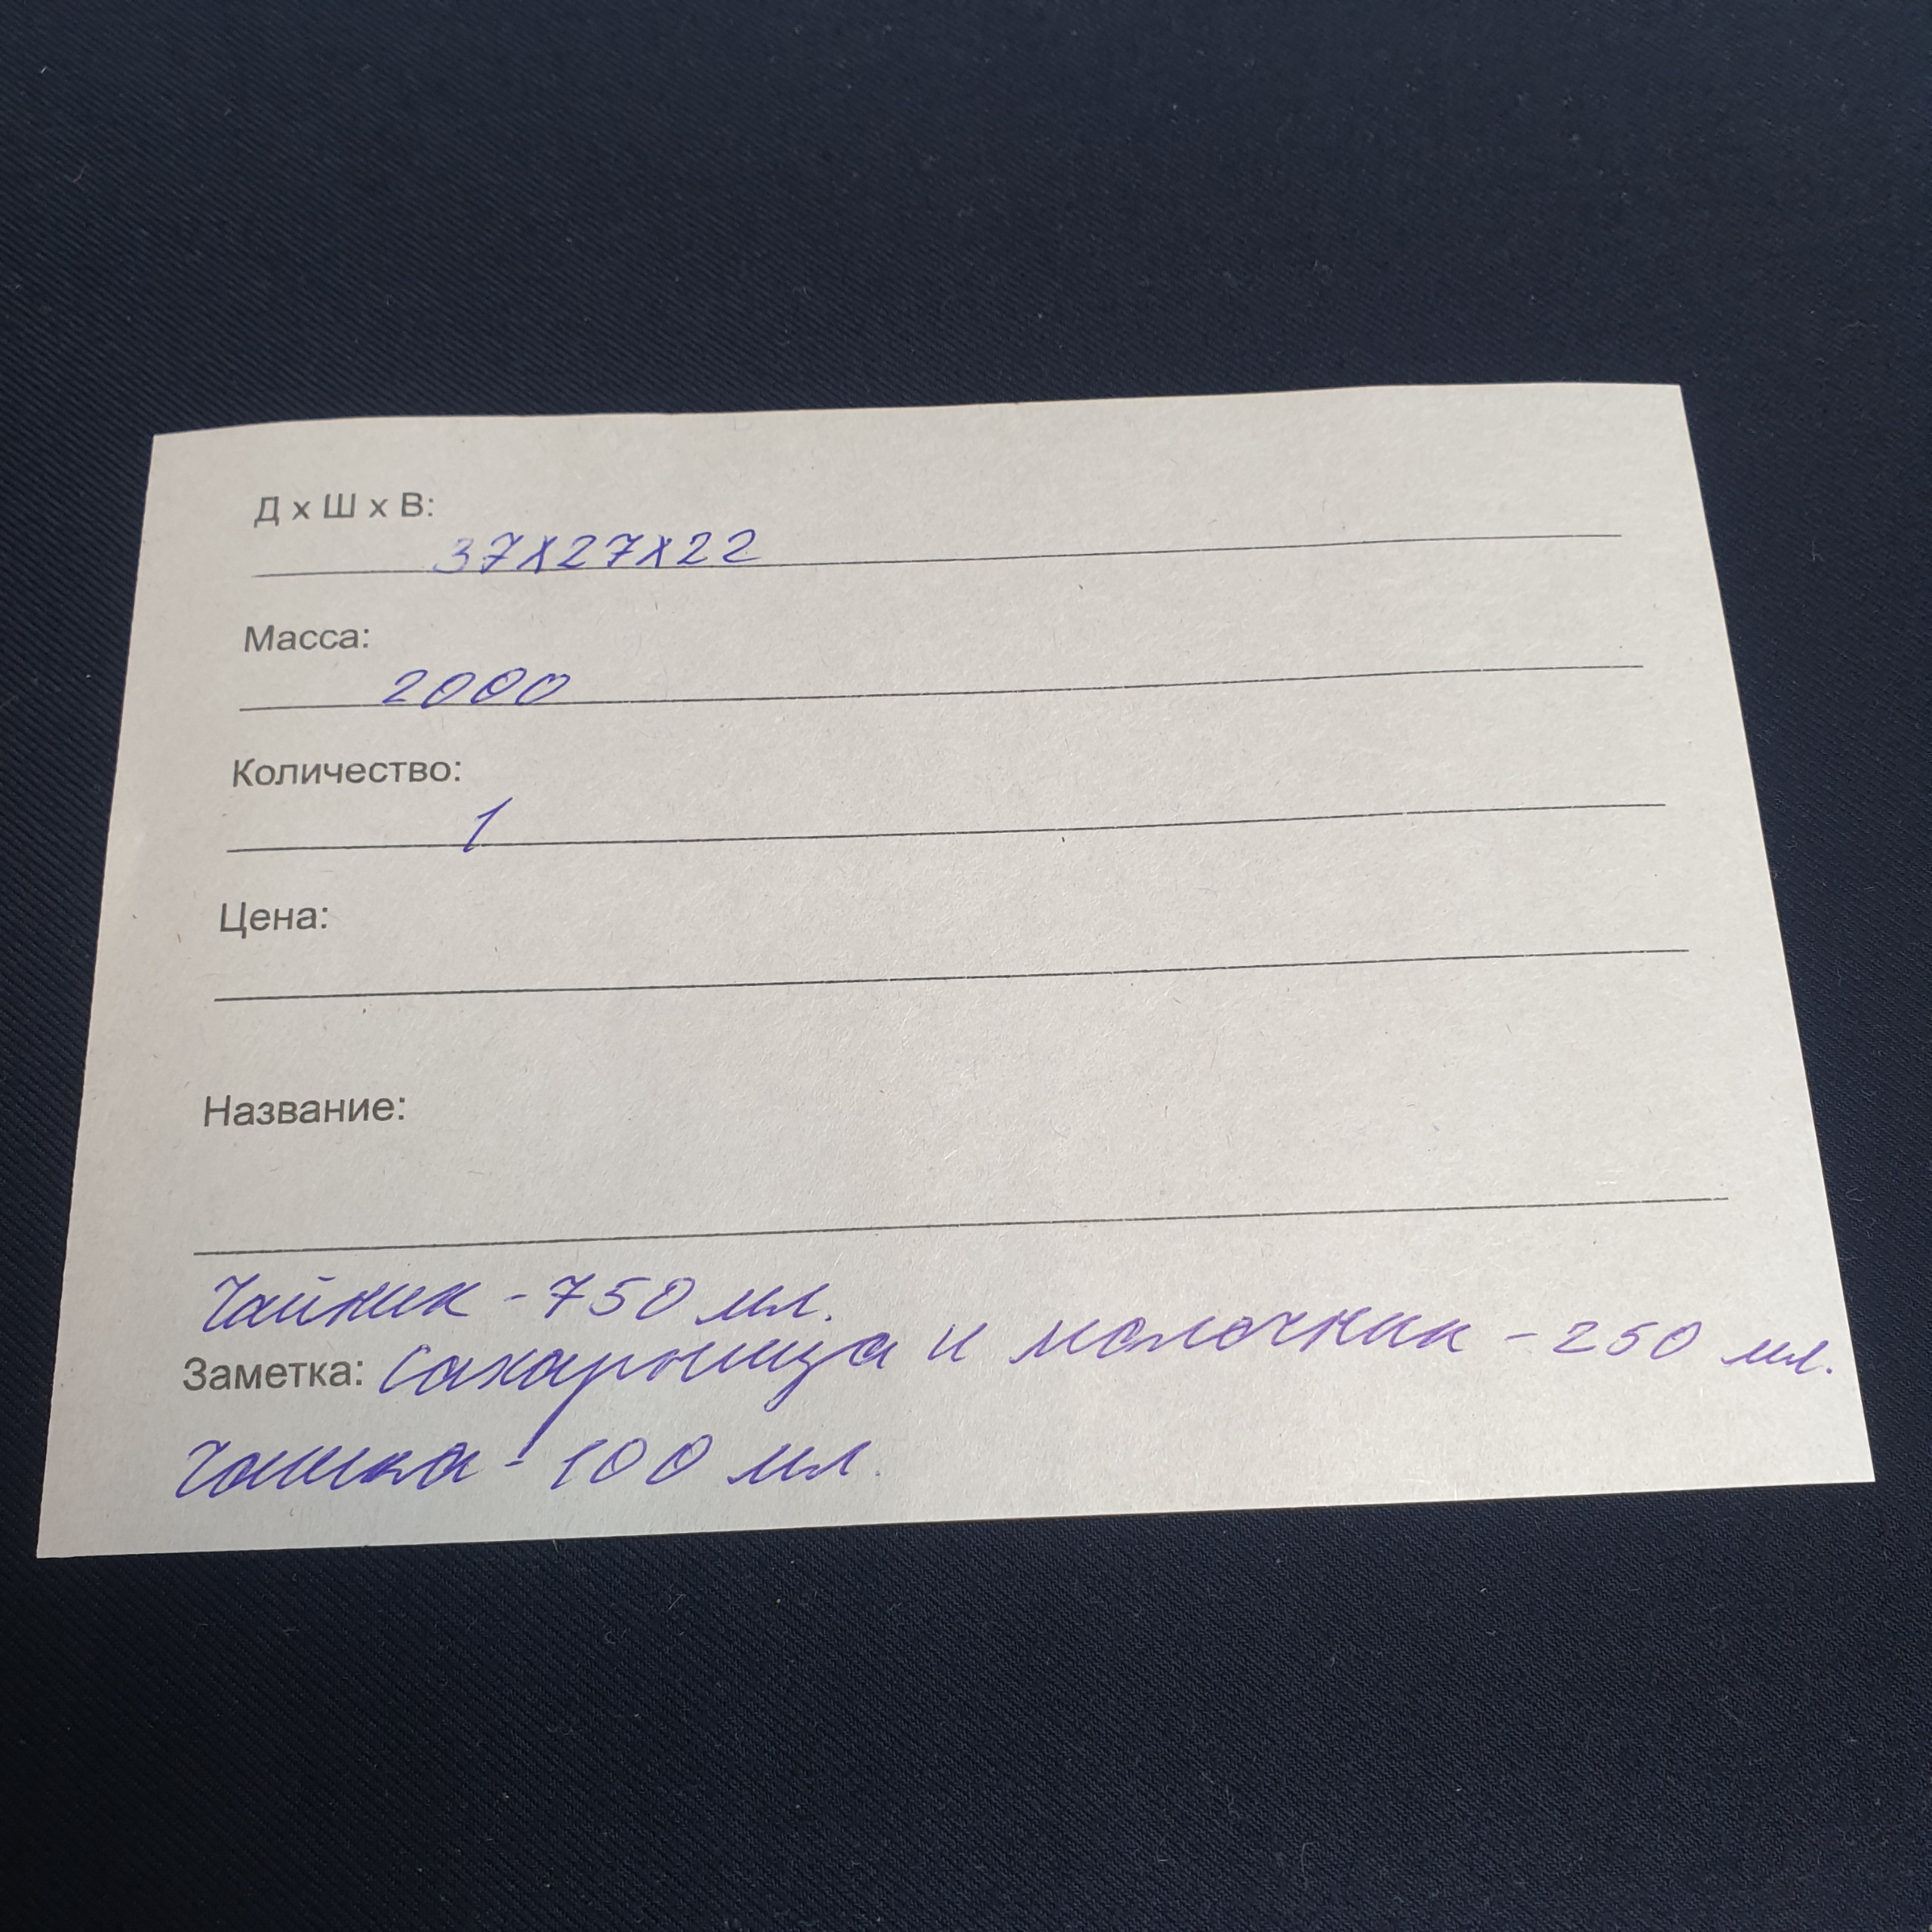 Д х Ш х В:
37х27х22
Масса:
2000
Количество:
1
Цена:
Название:
Чайник - 750 мл.
Заметка: Сахарница и молочник - 250 мл.
Чашка - 100 мл.